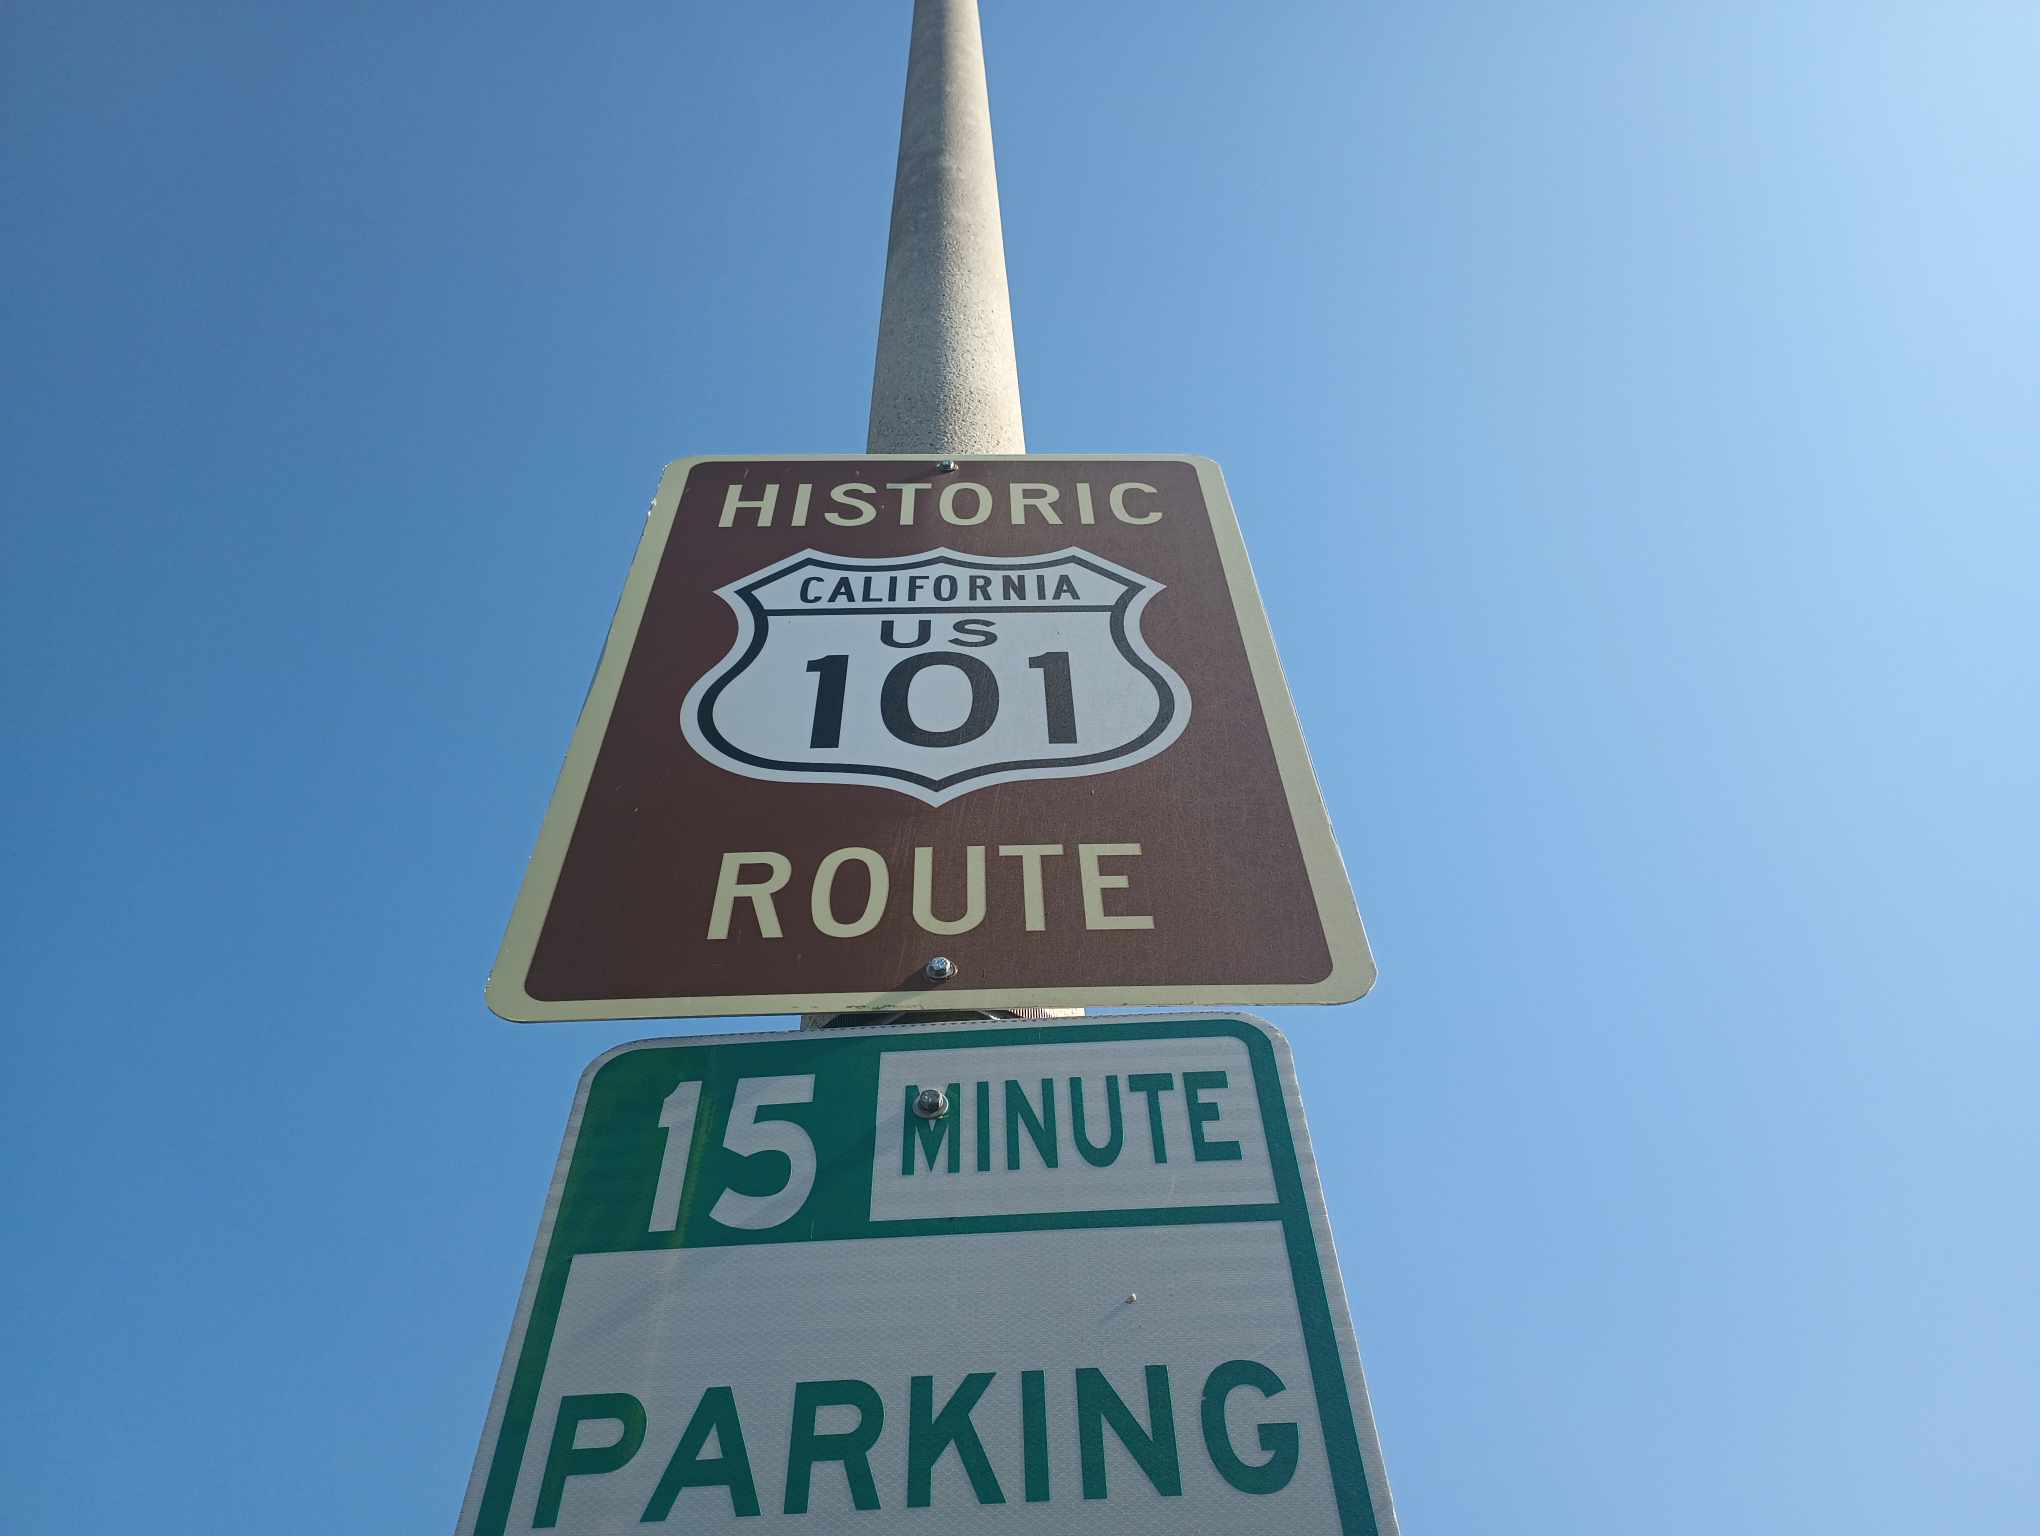 HISTORIC
CALIFORNIA
US
101
ROUTE
15 MINUTE
PARKING